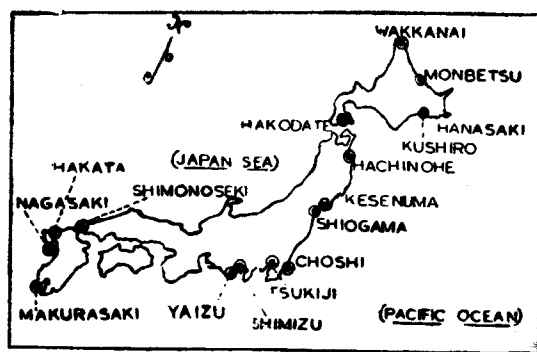 WAKKANAI
MONBETSU
HAKODATE
HANASAKI
KUSHIRO
HACHINOHE
(JAPAN SEA)
HAKATA
SHIMONOSEKI
NAGASAKI
KESENUMA
SHIOGAMA
CHOSHI
TSUKIJI
MAKURASAKI
YAIZU
SHIMIZU
(PACIFIC OCEAN)